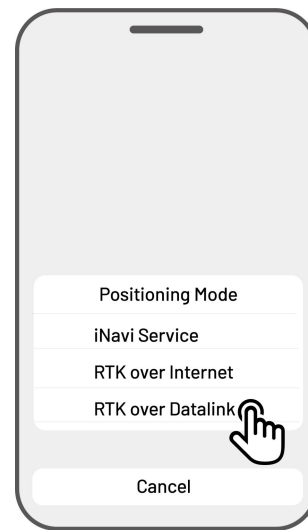 Positioning Mode
iNavi Service
RTK over Internet
RTK over Datalink
Cancel